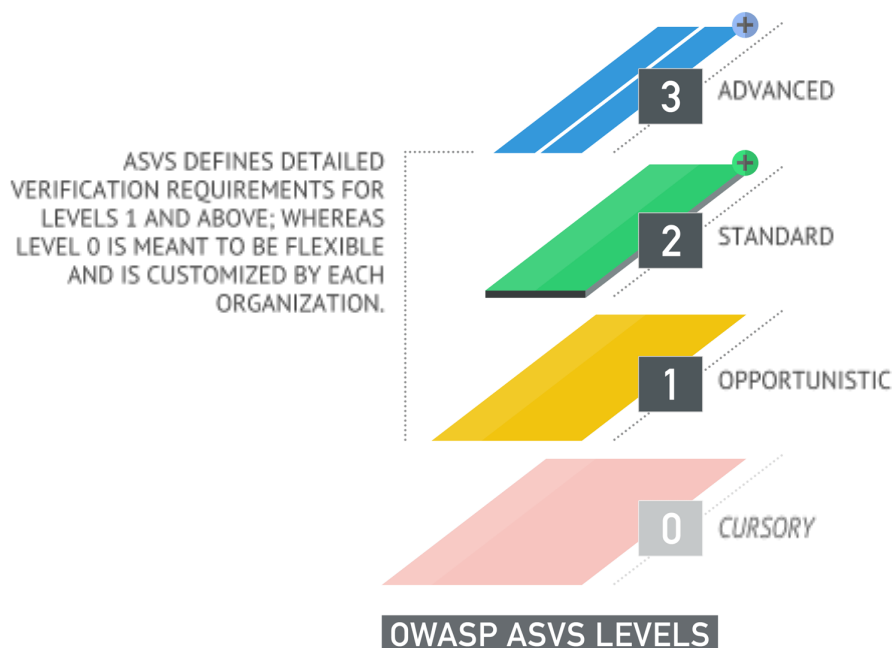 3
ADVANCED
ASVS DEFINES DETAILED
VERIFICATION REQUIREMENTS FOR
LEVELS 1 AND ABOVE; WHEREAS
LEVEL 0 IS MEANT TO BE FLEXIBLE
AND IS CUSTOMIZED BY EACH
ORGANIZATION.
2
STANDARD
1
OPPORTUNISTIC
0
CURSORY
OWASP ASVS LEVELS